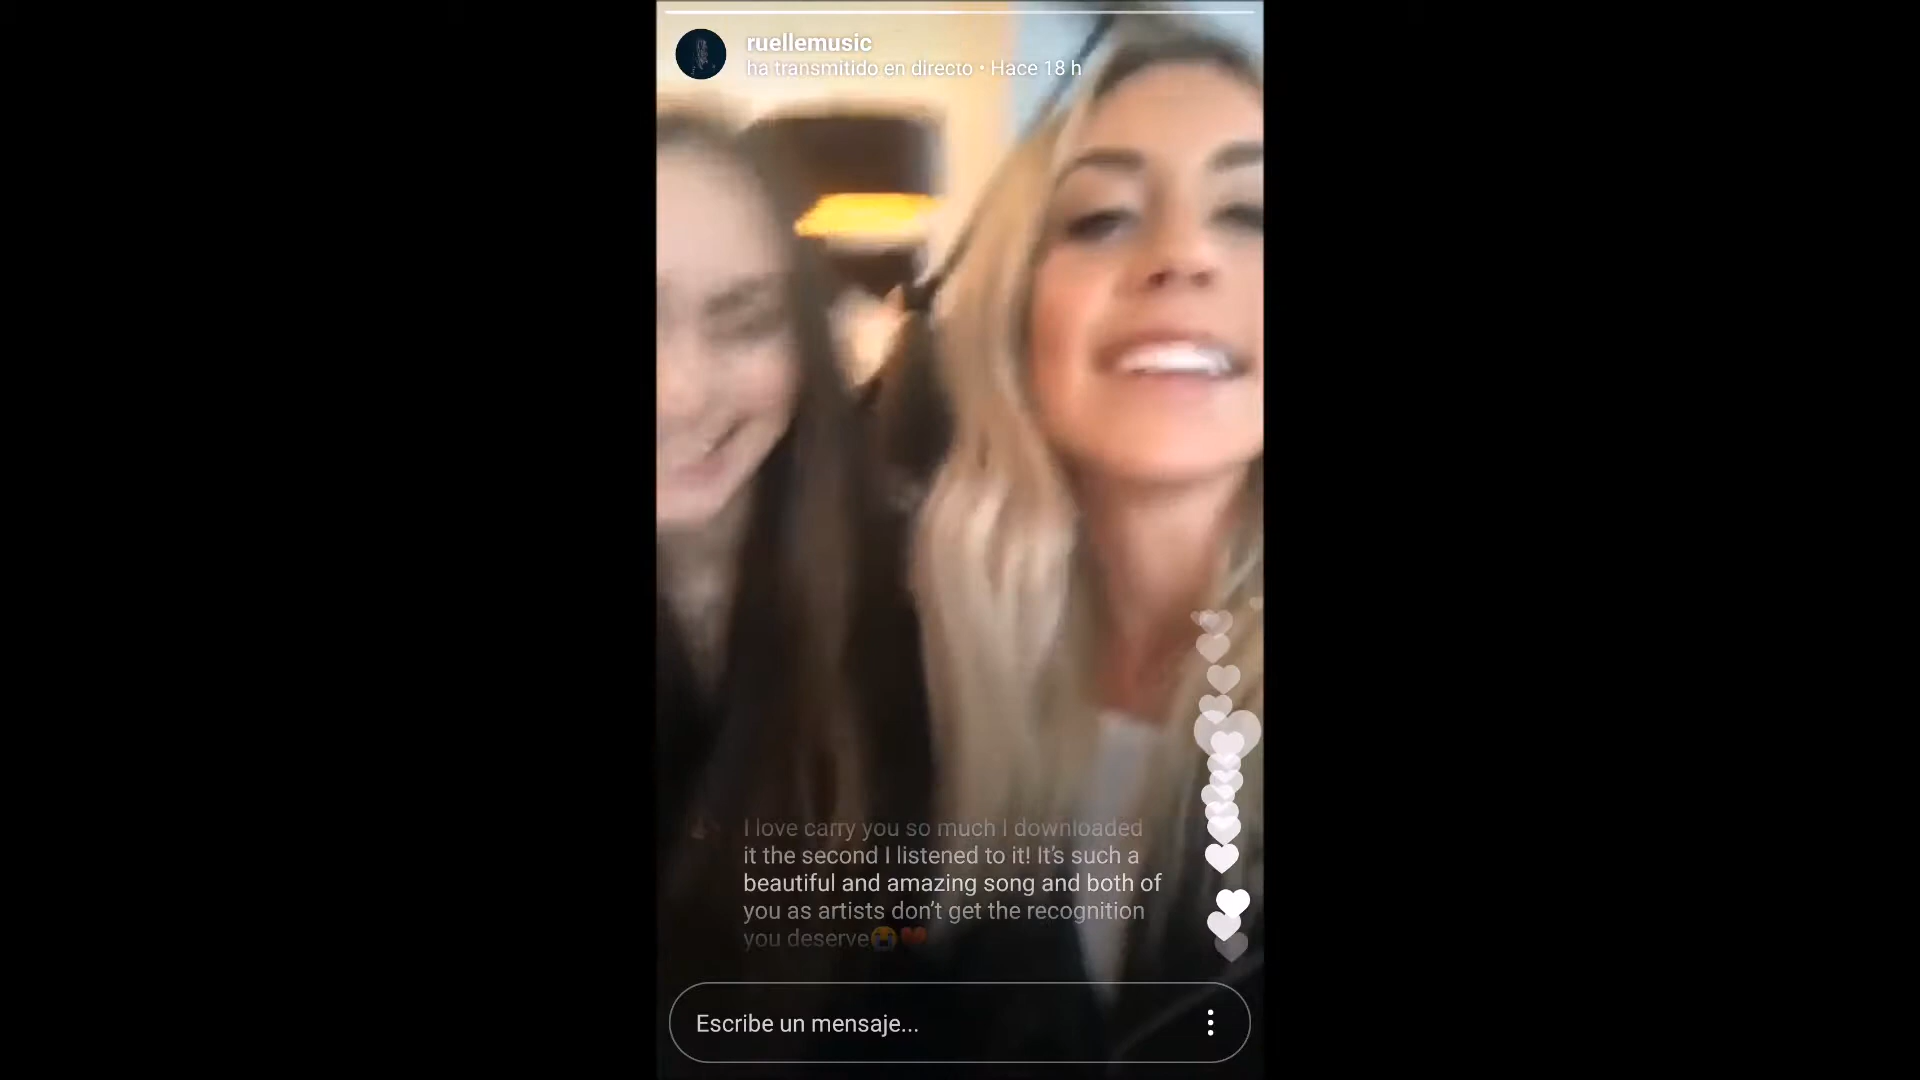 ruellemusic
ha transmitido en directo • Hace 18 h
I love carry you so much I downloaded
it the second I listened to it! It's such a
beautiful and amazing song and both of
you as artists don't get the recognition
you deserve😭❤️
Escribe un mensaje...